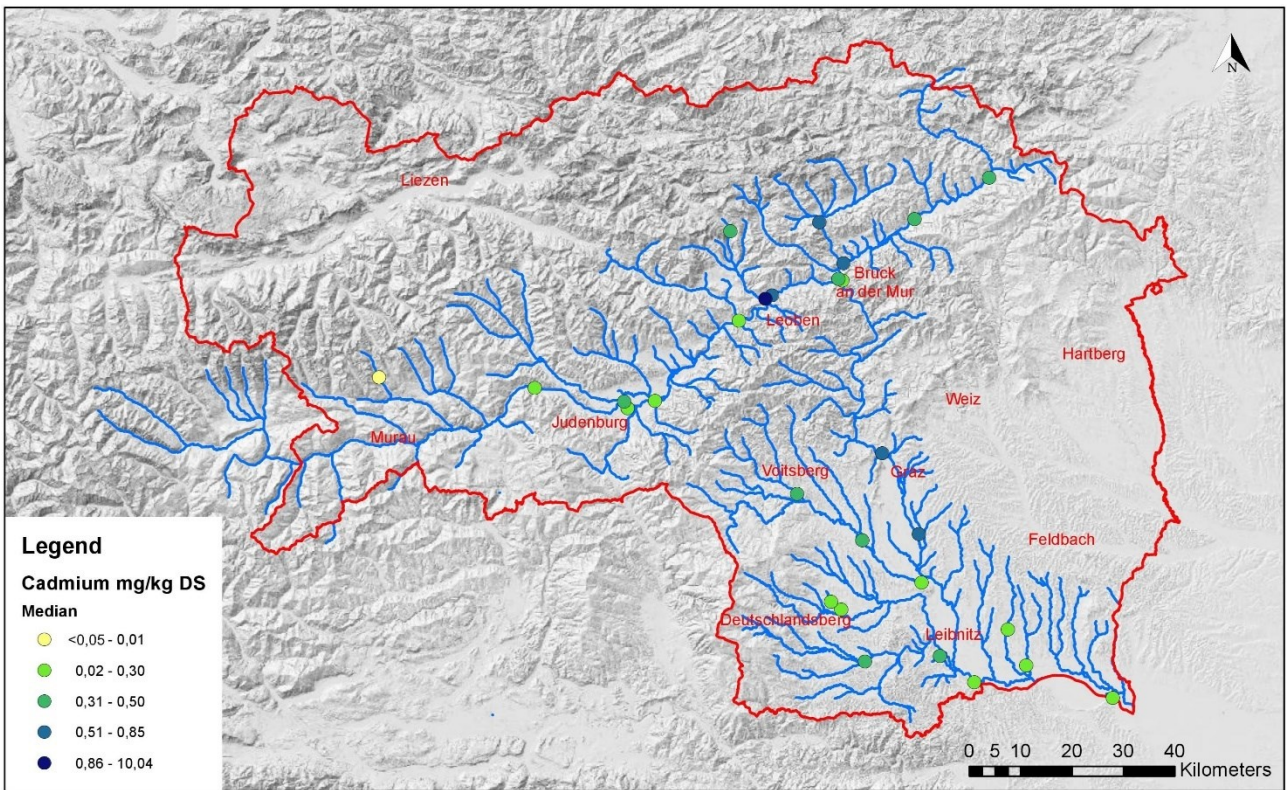 N
Liezen
Bruck
an der Mur
Leoben
Hartberg
Weiz
Judenburg
Murau
Voitsberg
Graz
Feldbach
Deutschlandsberg
Leibnitz
Legend
Cadmium mg/kg DS
Median
<0,05 - 0,01
0,02 - 0,30
0,31 - 0,50
0,51 - 0,85
0,86 - 10,04
0 5 10 20 30 40
Kilometers